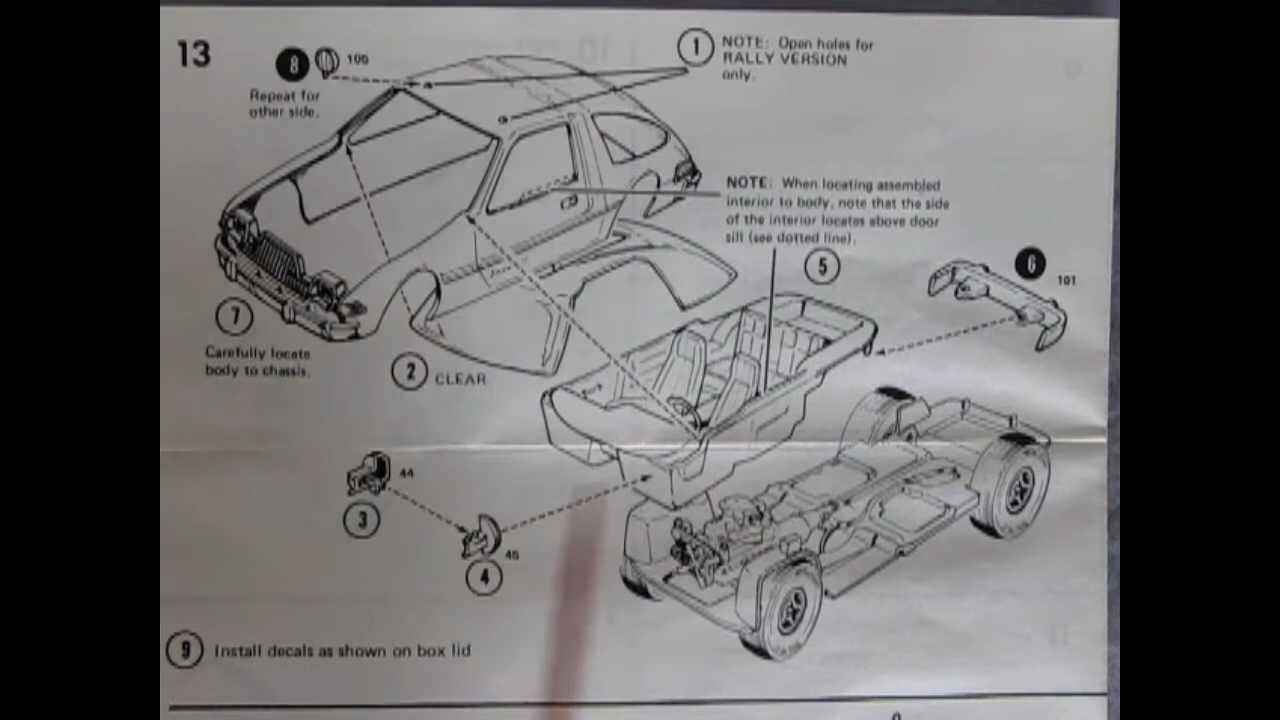 13
8
105
Repeat for
other side.
1
NOTE: Open holes for
RALLY VERSION
only.
NOTE: When locating assembled
interior to body, note that the side
of the interior locates above door
sill (see dotted line).
5
6
101
7
Carefully locate
body to chassis.
2
CLEAR
44
3
45
4
9 Install decals as shown on box lid